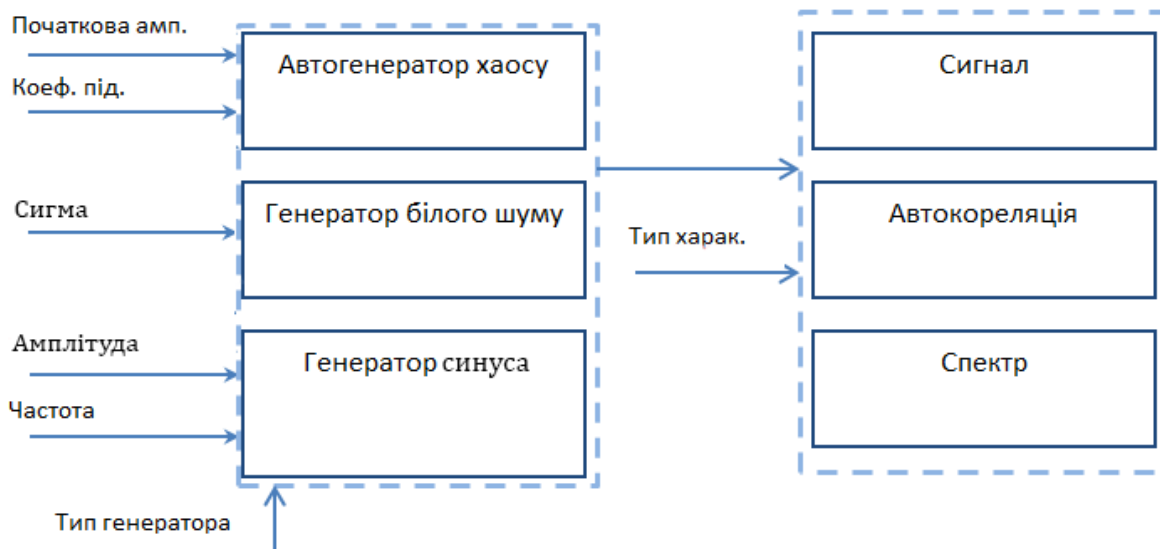 Початкова амп.
Коеф. під.
Автогенератор хаосу
Сигнал
Сигма
Генератор білого шуму
Тип харак.
Автокореляція
Амплітуда
Частота
Генератор синуса
Спектр
Тип генератора